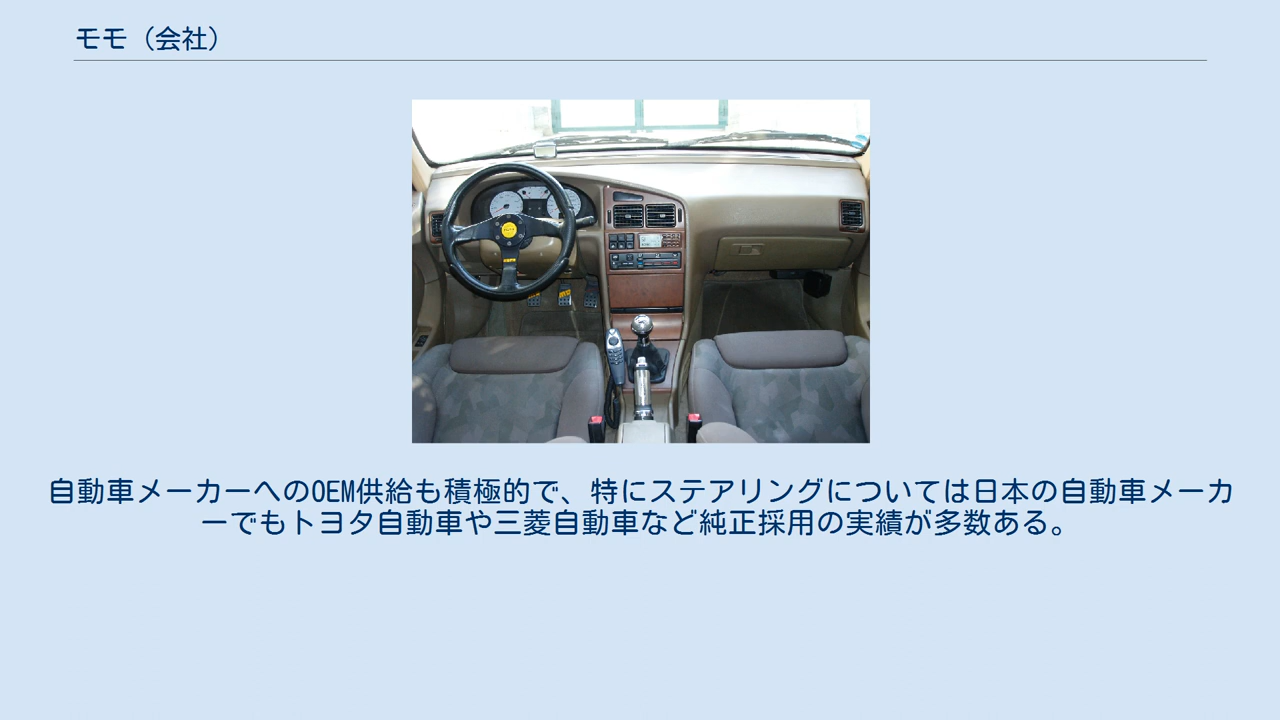 モモ（会社）
自動車メーカーへのOEM供給も積極的で、特にステアリングについては日本の自動車メーカ
ーでもトヨタ自動車や三菱自動車など純正採用の実績が多数ある。